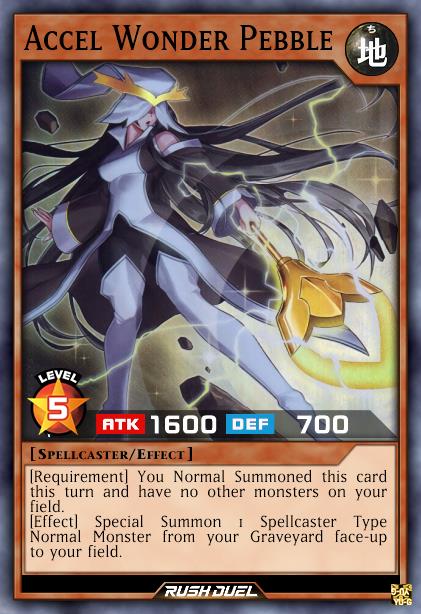 Accel Wonder Pebble
ち
地
LEVEL
5
ATK 1600 DEF 700
[Spellcaster/Effect]
[Requirement] You Normal Summoned this card
this turn and have no other monsters on your
field.
[Effect] Special Summon 1 Spellcaster Type
Normal Monster from your Graveyard face-up
to your field.
RUSH DUEL